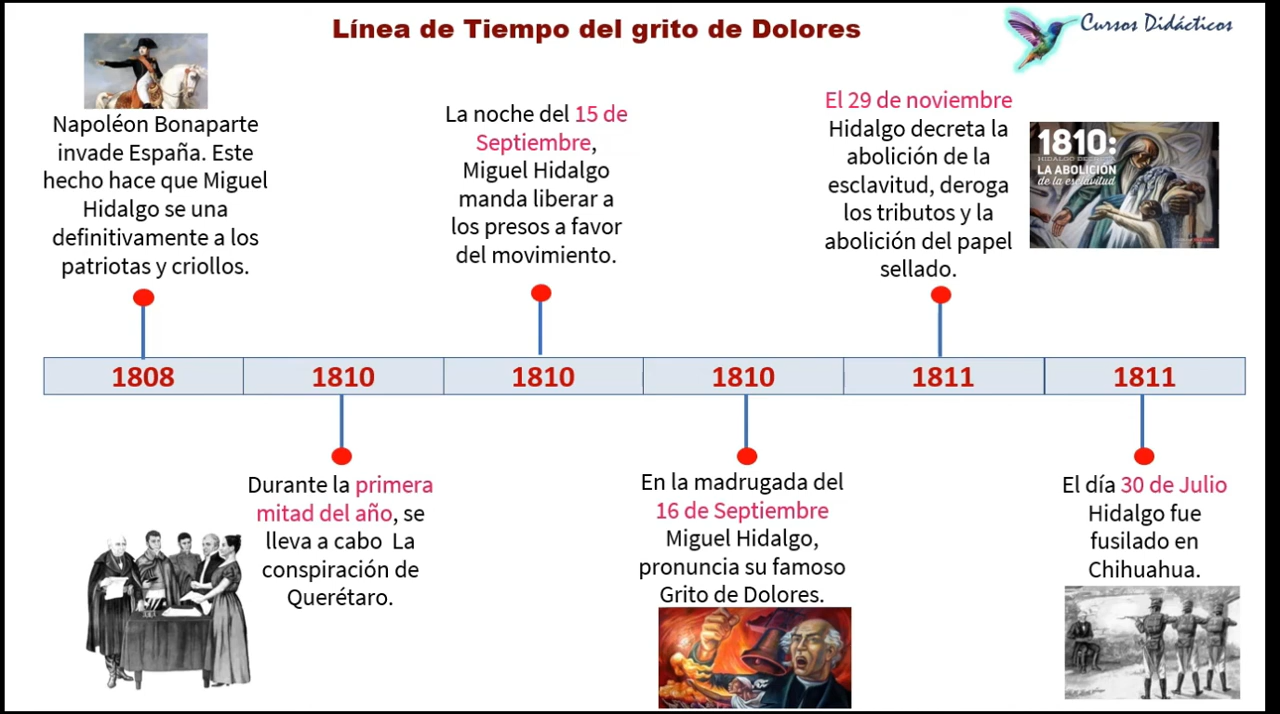 Línea de Tiempo del grito de Dolores
Cursos Didácticos
Napoléon Bonaparte
invade España. Este
hecho hace que Miguel
Hidalgo se una
definitivamente a los
patriotas y criollos.
La noche del 15 de
Septiembre,
Miguel Hidalgo
manda liberar a
los presos a favor
del movimiento.
El 29 de noviembre
Hidalgo decreta la
abolición de la
esclavitud, deroga
los tributos y la
abolición del papel
sellado.
1810:
HIDALGO DECRETA
LA ABOLICIÓN
de la esclavitud
1808
1810
1810
1810
1811
1811
Durante la primera
mitad del año, se
lleva a cabo La
conspiración de
Querétaro.
En la madrugada del
16 de Septiembre
Miguel Hidalgo,
pronuncia su famoso
Grito de Dolores.
El día 30 de Julio
Hidalgo fue
fusilado en
Chihuahua.